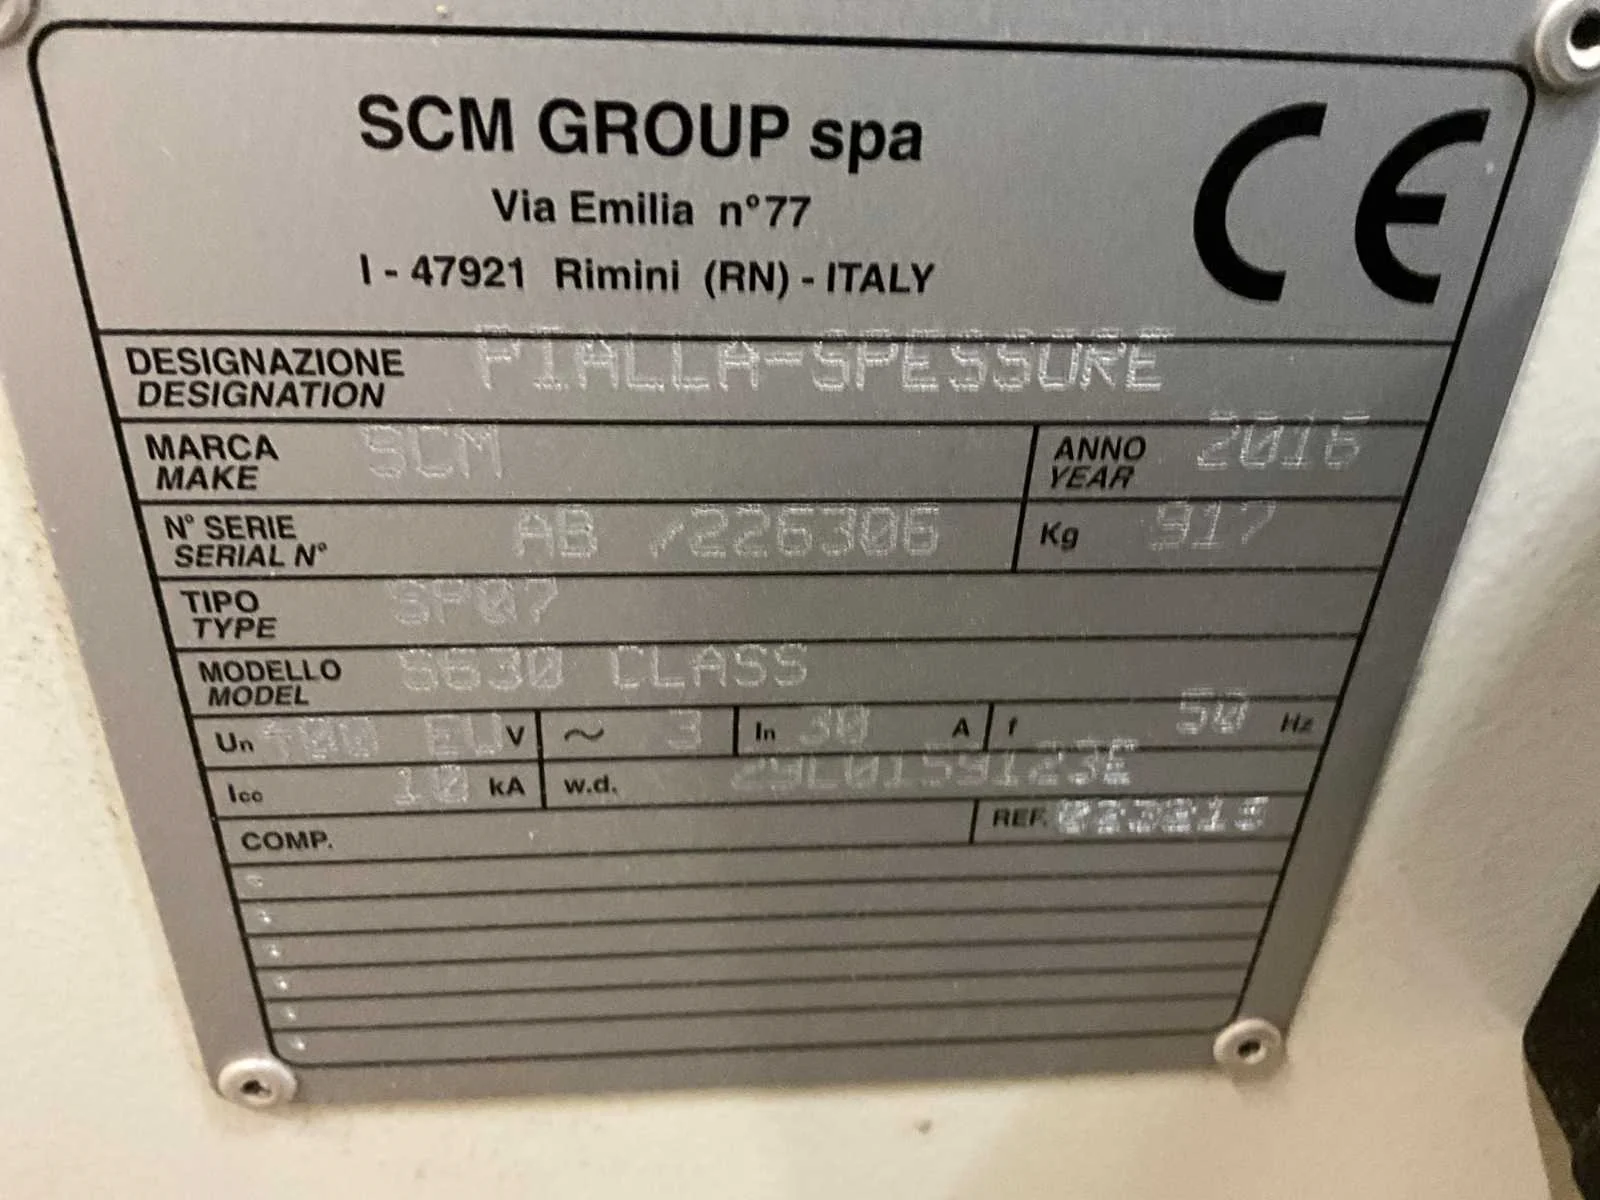 SCM GROUP spa
CE
Via Emilia n°77
I - 47921 Rimini (RN) - ITALY
DESIGNAZIONE PIALLA-SPESSORE
DESIGNATION
MARCA SCM ANNO 2016
MAKE YEAR
N° SERIE AB /226306 Kg 917
SERIAL N°
TIPO SP07
TYPE
MODELLO S630 CLASS
MODEL
Un 400 EU V ~ 3 In 30 A f 50 Hz
Icc 10 kA w.d.
COMP. REF.